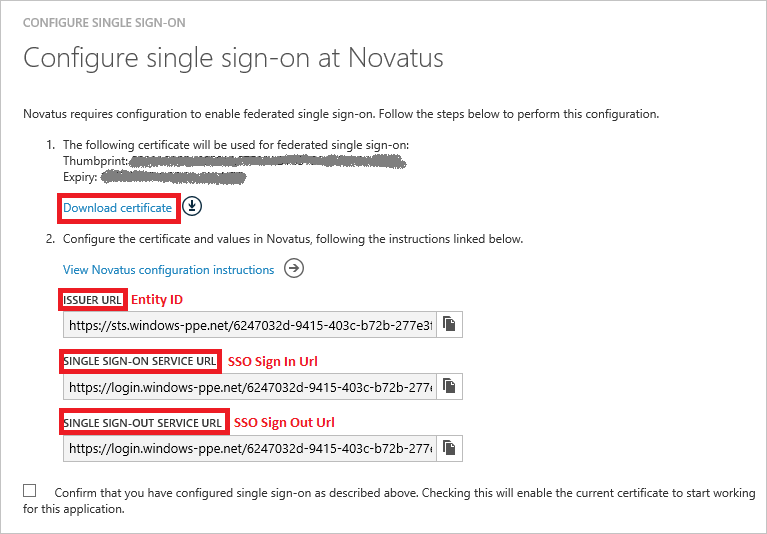 CONFIGURE SINGLE SIGN-ON
Configure single sign-on at Novatus
Novatus requires configuration to enable federated single sign-on. Follow the steps below to perform this configuration.
1. The following certificate will be used for federated single sign-on:
Thumbprint:
Expiry:
Download certificate
2. Configure the certificate and values in Novatus, following the instructions linked below.
View Novatus configuration instructions
ISSUER URL Entity ID
https://sts.windows-ppe.net/6247032d-9415-403c-b72b-277e3f
SINGLE SIGN-ON SERVICE URL SSO Sign In Url
https://login.windows-ppe.net/6247032d-9415-403c-b72b-277e
SINGLE SIGN-OUT SERVICE URL SSO Sign Out Url
https://login.windows-ppe.net/6247032d-9415-403c-b72b-277e
Confirm that you have configured single sign-on as described above. Checking this will enable the current certificate to start working
for this application.